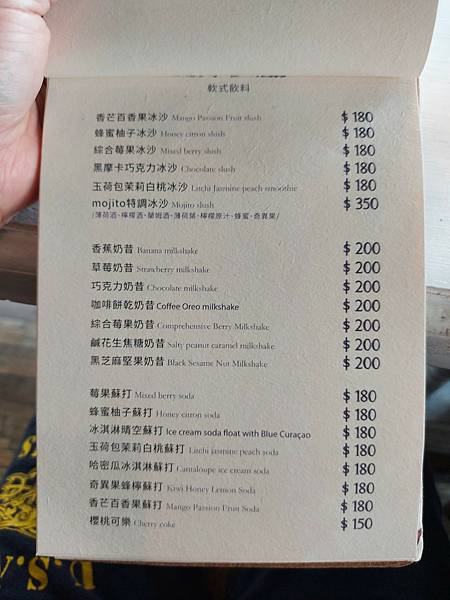 軟式飲料
香芒百香果冰沙 Mango Passion Fruit slush $180
蜂蜜柚子冰沙 Honey citron slush $180
綜合莓果冰沙 Mixed berry slush $180
黑摩卡巧克力冰沙 Chocolate slush $180
玉荷包茉莉白桃冰沙 Litchi Jasmine peach smoothie $180
mojito特調冰沙 Mojito slush $350
/薄荷酒、檸檬酒、蘭姆酒、薄荷葉、檸檬原汁、蜂蜜、奇異果/
香蕉奶昔 Banana milkshake $200
草莓奶昔 Strawberry milkshake $200
巧克力奶昔 Chocolate milkshake $200
咖啡餅乾奶昔 Coffee Oreo milkshake $200
綜合莓果奶昔 Comprehensive Berry Milkshake $200
鹹花生焦糖奶昔 Salty peanut caramel milkshake $200
黑芝麻堅果奶昔 Black Sesame Nut Milkshake $200
莓果蘇打 Mixed berry soda $180
蜂蜜柚子蘇打 Honey citron soda $180
冰淇淋晴空蘇打 Ice cream soda float with Blue Curaçao $180
玉荷包茉莉白桃蘇打 Litchi jasmine peach soda $180
哈密瓜冰淇淋蘇打 Cantaloupe ice cream soda $180
奇異果蜂檸蘇打 Kiwi Honey Lemon Soda $180
香芒百香果蘇打 Mango Passion Fruit Soda $180
櫻桃可樂 Cherry coke $150
U.S.